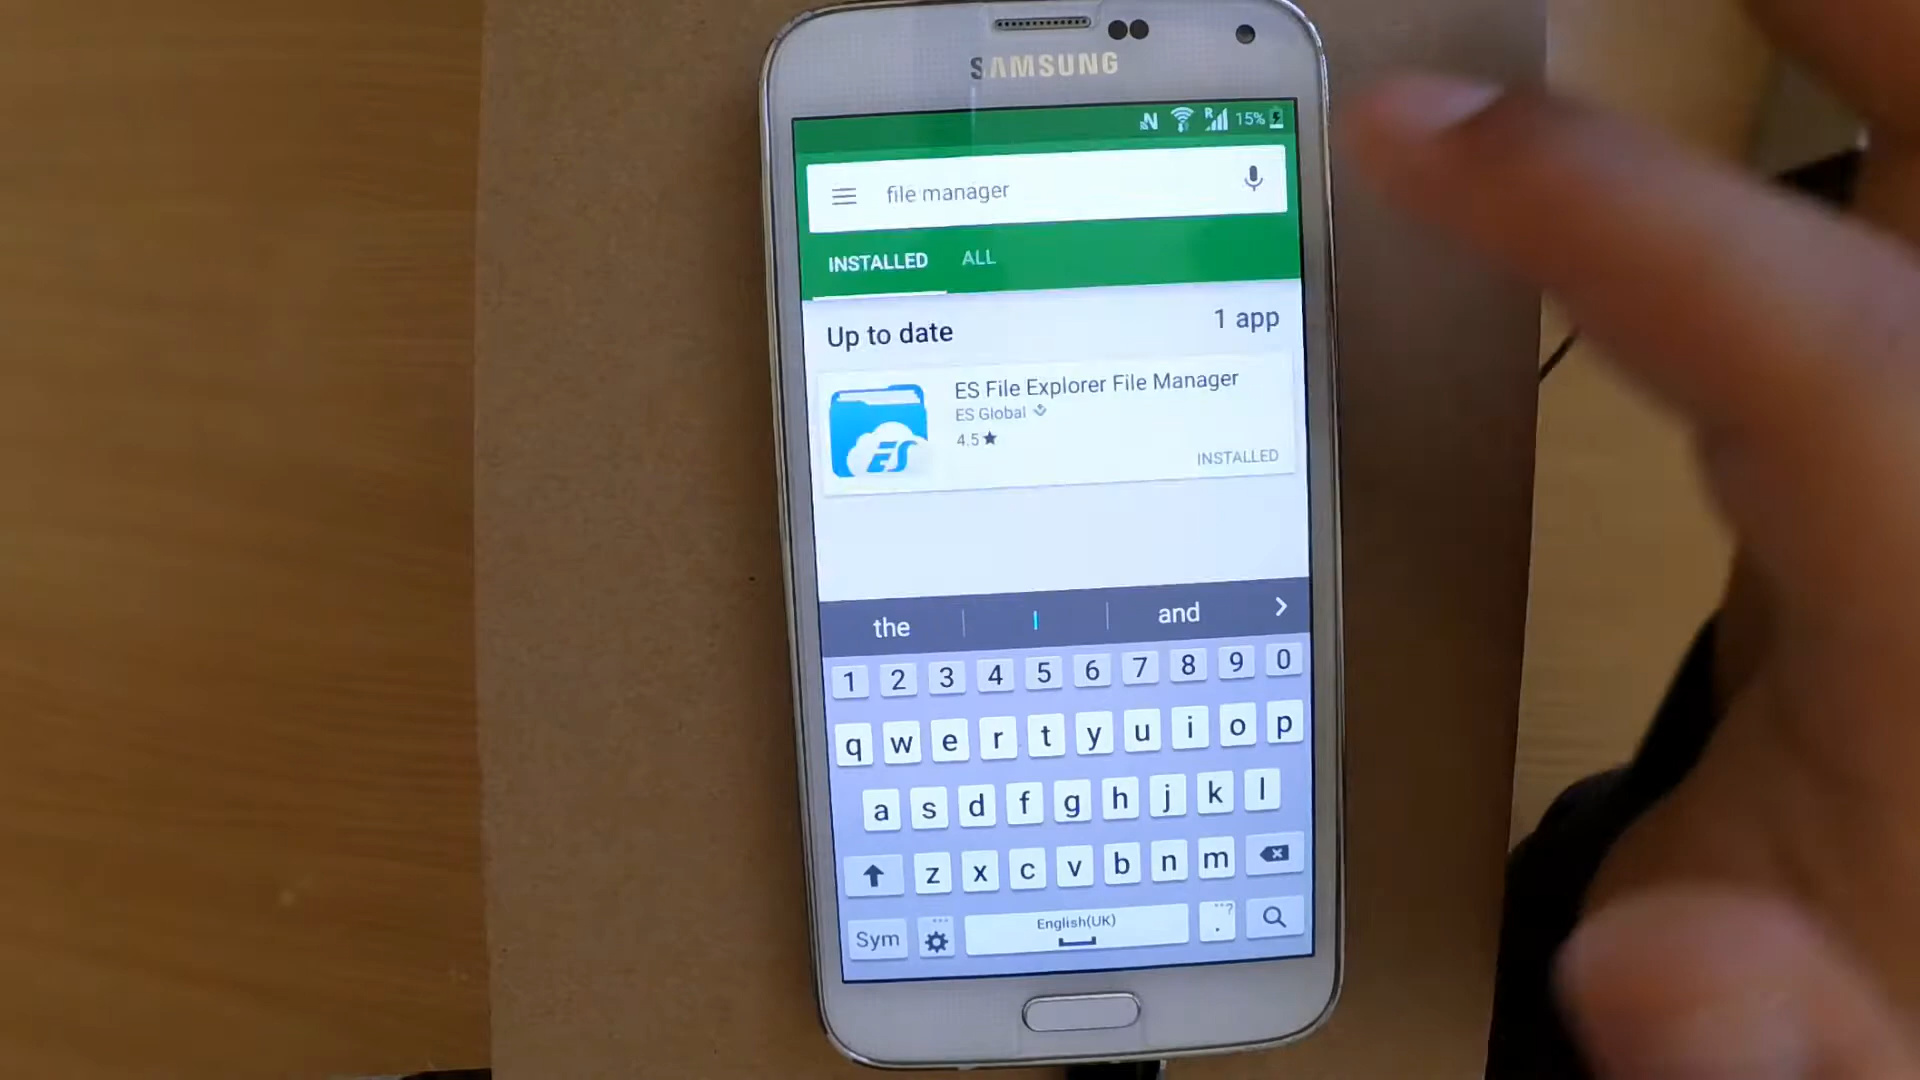 SAMSUNG
N R 15%
file manager
INSTALLED ALL
Up to date 1 app
ES File Explorer File Manager
ES Global
4.5★
INSTALLED
ES
the I and
1 2 3 4 5 6 7 8 9 0
q w e r t y u i o p
a s d f g h j k l
z x c v b n m
Sym English(UK) . ?